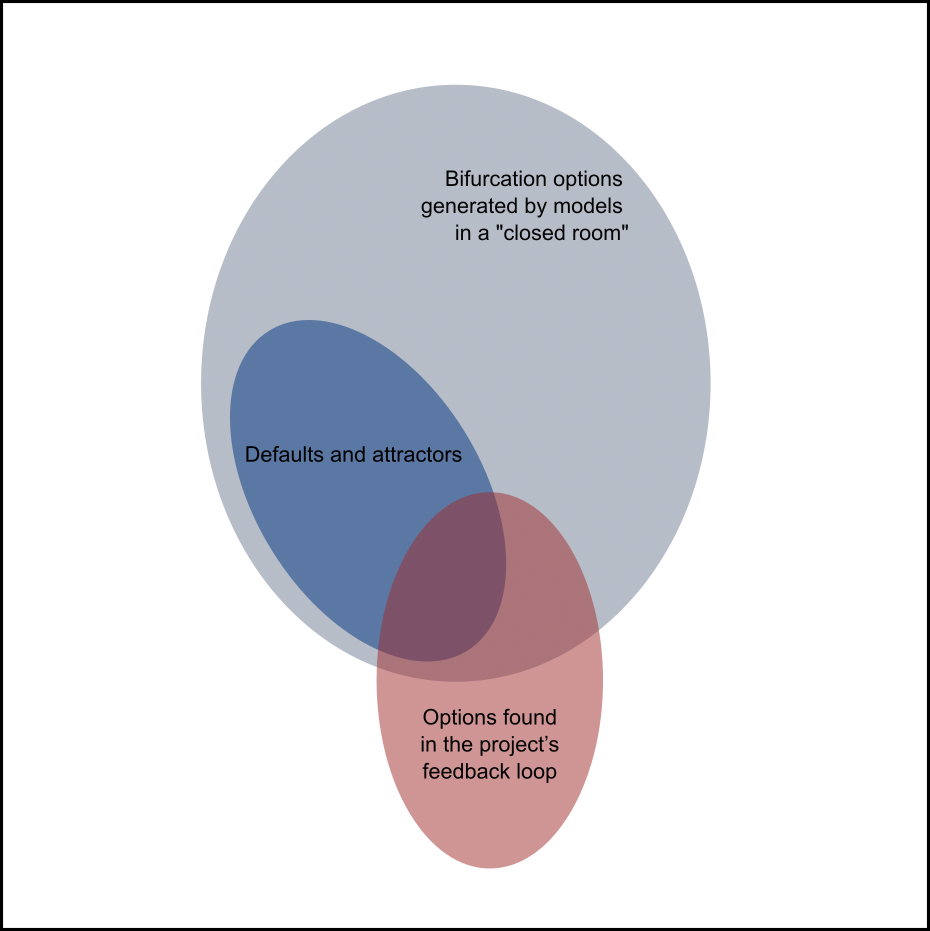 Bifurcation options
generated by models
in a "closed room"
Defaults and attractors
Options found
in the project’s
feedback loop